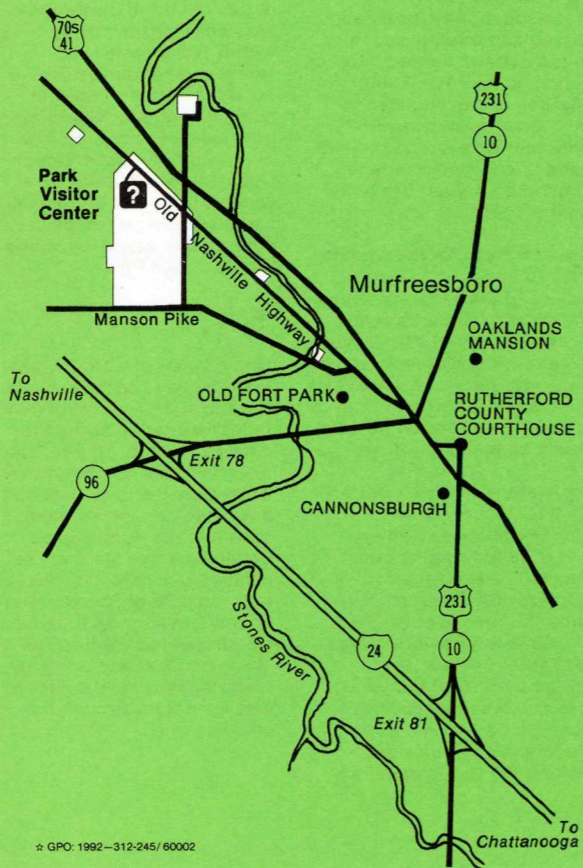 70s
41
231
10
Park
Visitor
Center
?
Old Nashville Highway
Murfreesboro
Manson Pike
OAKLANDS
MANSION
To
Nashville
OLD FORT PARK
RUTHERFORD
COUNTY
COURTHOUSE
Exit 78
96
CANNONSBURGH
231
10
Stones River
24
Exit 81
To
Chattanooga
☆ GPO: 1992—312-245/ 60002